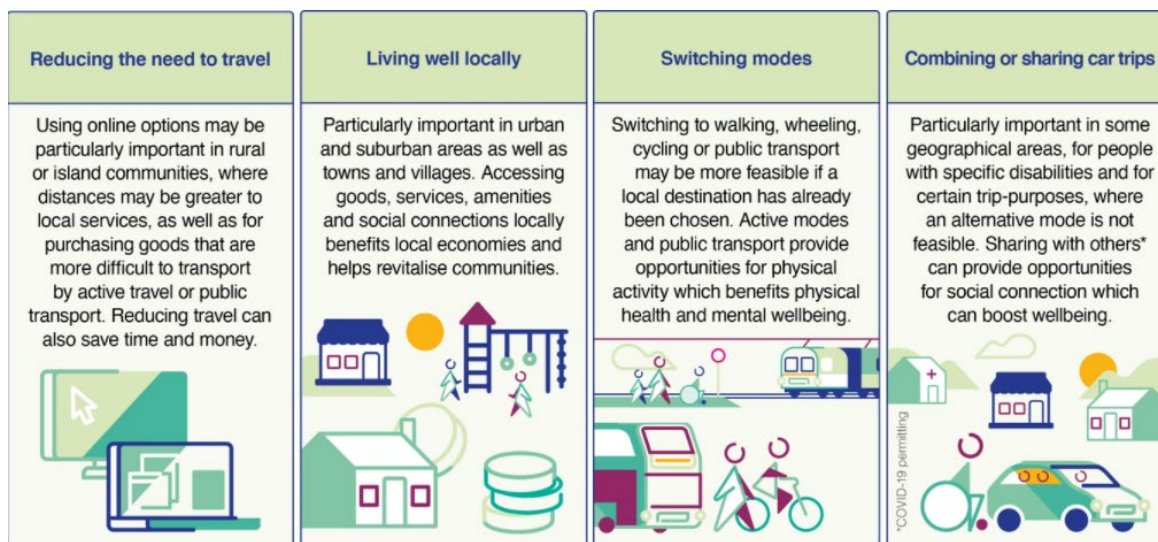 Reducing the need to travel
Using online options may be
particularly important in rural
or island communities, where
distances may be greater to
local services, as well as for
purchasing goods that are
more difficult to transport
by active travel or public
transport. Reducing travel can
also save time and money.
Living well locally
Particularly important in urban
and suburban areas as well as
towns and villages. Accessing
goods, services, amenities
and social connections locally
benefits local economies and
helps revitalise communities.
Switching modes
Switching to walking, wheeling,
cycling or public transport
may be more feasible if a
local destination has already
been chosen. Active modes
and public transport provide
opportunities for physical
activity which benefits physical
health and mental wellbeing.
Combining or sharing car trips
Particularly important in some
geographical areas, for people
with specific disabilities and for
certain trip-purposes, where
an alternative mode is not
feasible. Sharing with others*
can provide opportunities
for social connection which
can boost wellbeing.
*COVID-19 permitting